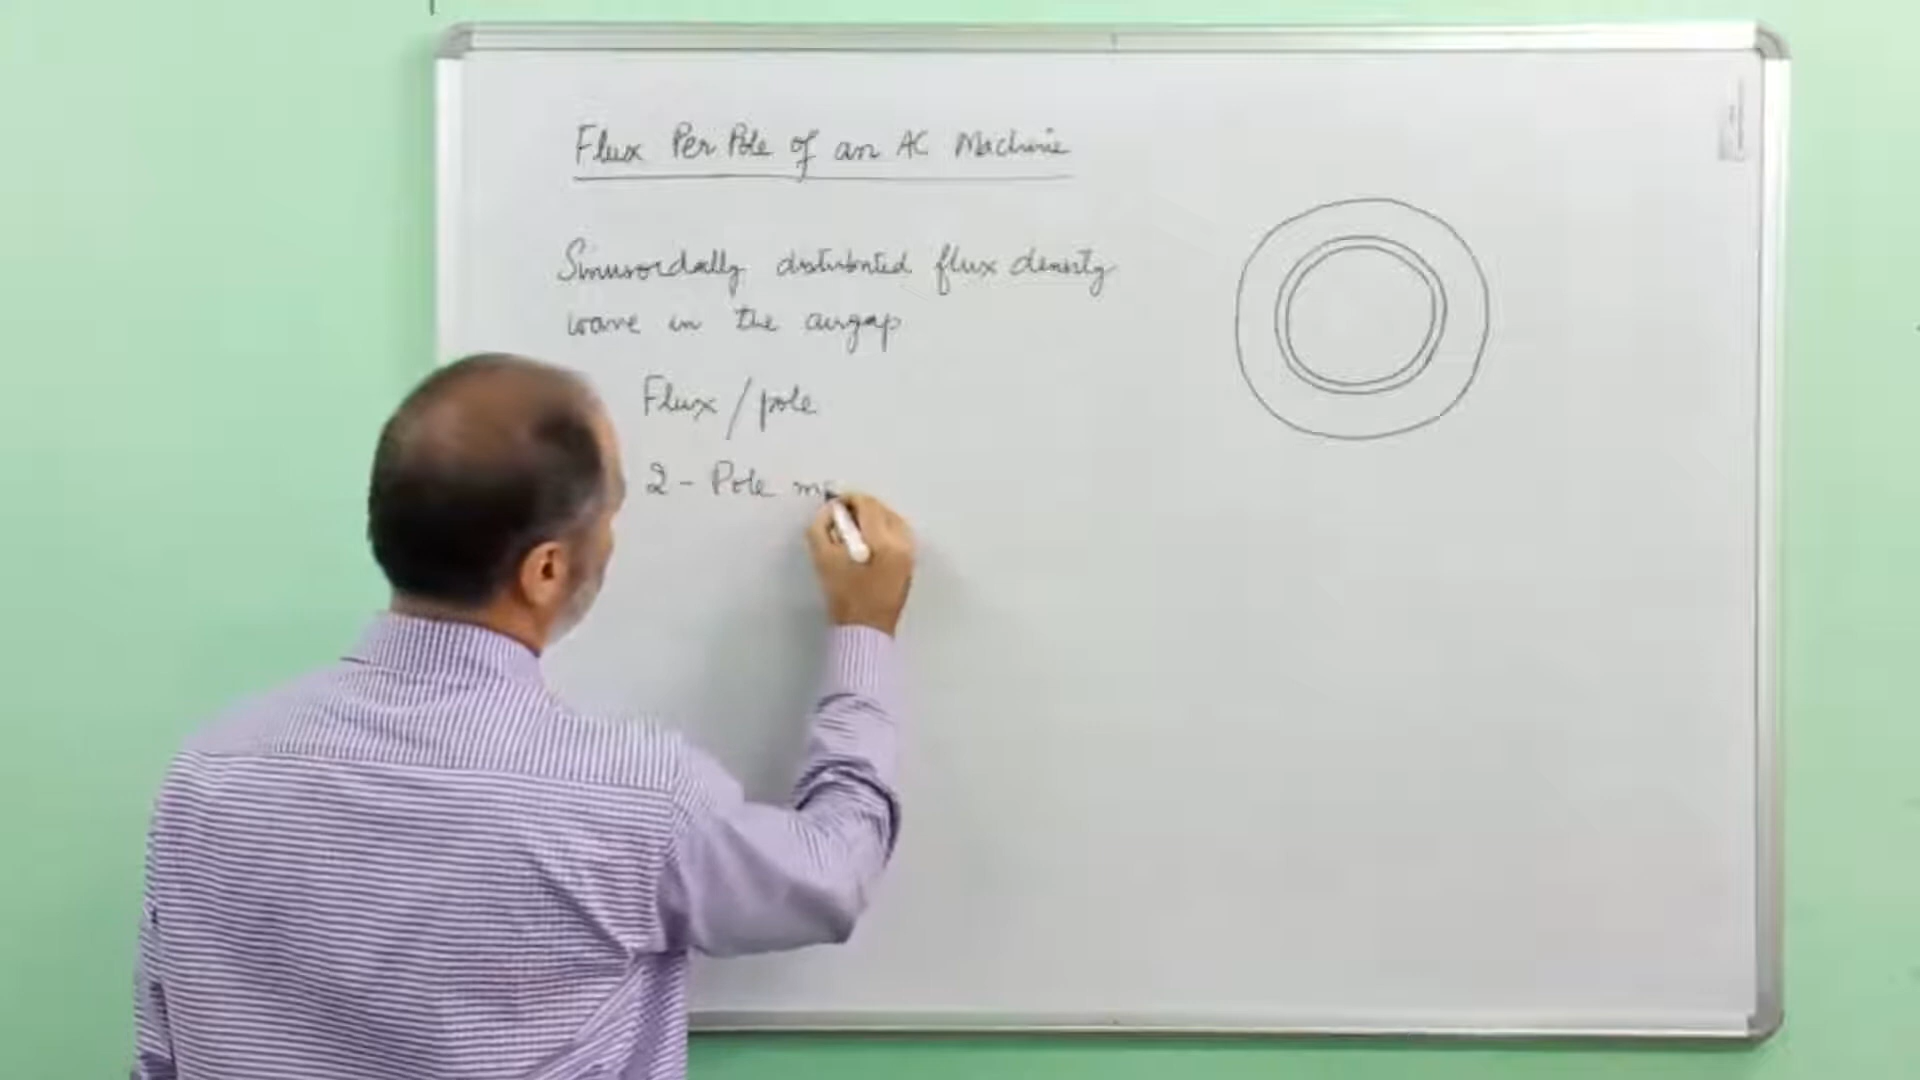 Flux Per Pole of an AC Machine
Sinusoidally distributed flux density
wave in the airgap
Flux / pole
2 - Pole ma